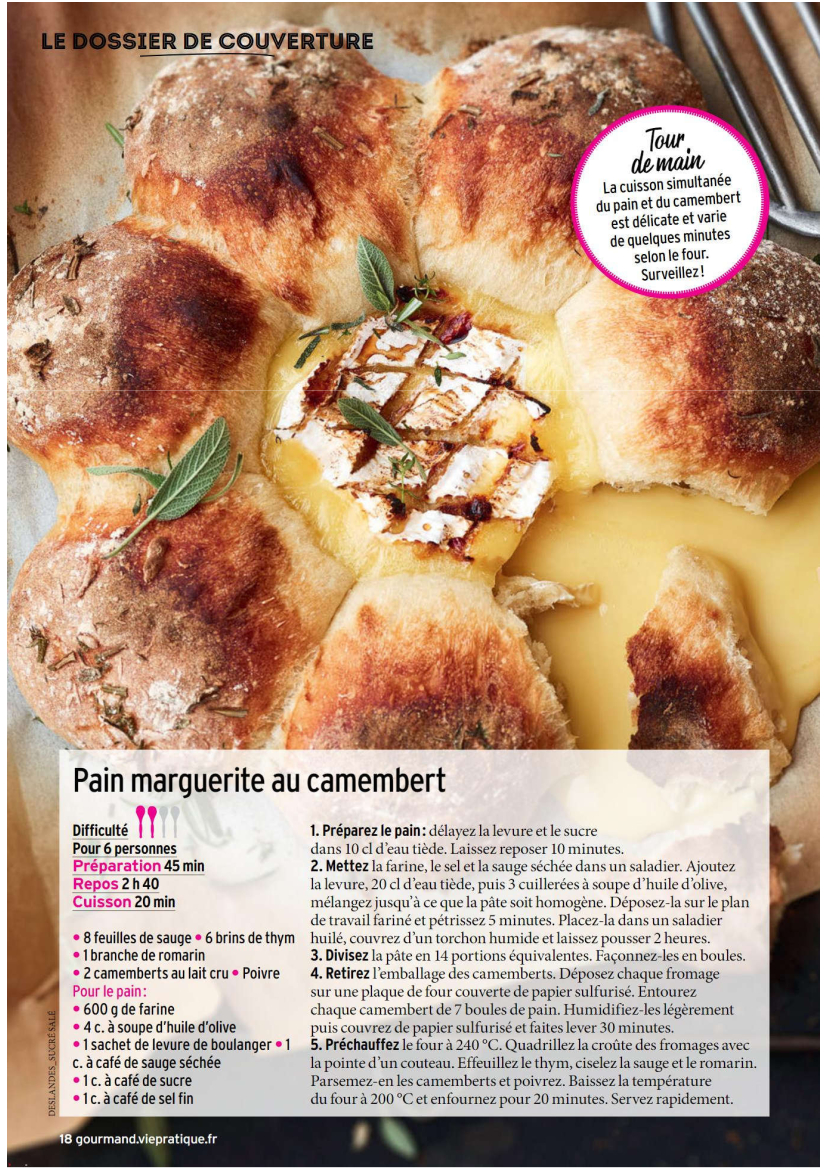 LE DOSSIER DE COUVERTURE
Tour
de main
La cuisson simultanée
du pain et du camembert
est délicate et varie
de quelques minutes
selon le four.
Surveillez !
Pain marguerite au camembert
Difficulté
Pour 6 personnes
Préparation 45 min
Repos 2 h 40
Cuisson 20 min
• 8 feuilles de sauge • 6 brins de thym
• 1 branche de romarin
• 2 camemberts au lait cru • Poivre
Pour le pain :
• 600 g de farine
• 4 c. à soupe d'huile d'olive
• 1 sachet de levure de boulanger • 1
c. à café de sauge séchée
• 1 c. à café de sucre
• 1 c. à café de sel fin
1. Préparez le pain : délayez la levure et le sucre
dans 10 cl d'eau tiède. Laissez reposer 10 minutes.
2. Mettez la farine, le sel et la sauge séchée dans un saladier. Ajoutez
la levure, 20 cl d'eau tiède, puis 3 cuillerées à soupe d'huile d'olive,
mélangez jusqu'à ce que la pâte soit homogène. Déposez-la sur le plan
de travail fariné et pétrissez 5 minutes. Placez-la dans un saladier
huilé, couvrez d'un torchon humide et laissez pousser 2 heures.
3. Divisez la pâte en 14 portions équivalentes. Façonnez-les en boules.
4. Retirez l'emballage des camemberts. Déposez chaque fromage
sur une plaque de four couverte de papier sulfurisé. Entourez
chaque camembert de 7 boules de pain. Humidifiez-les légèrement
puis couvrez de papier sulfurisé et faites lever 30 minutes.
5. Préchauffez le four à 240 °C. Quadrillez la croûte des fromages avec
la pointe d'un couteau. Effeuillez le thym, ciselez la sauge et le romarin.
Parsemez-en les camemberts et poivrez. Baissez la température
du four à 200 °C et enfournez pour 20 minutes. Servez rapidement.
DESLANDES_SUCRÉ SALÉ
18 gourmand.viepratique.fr